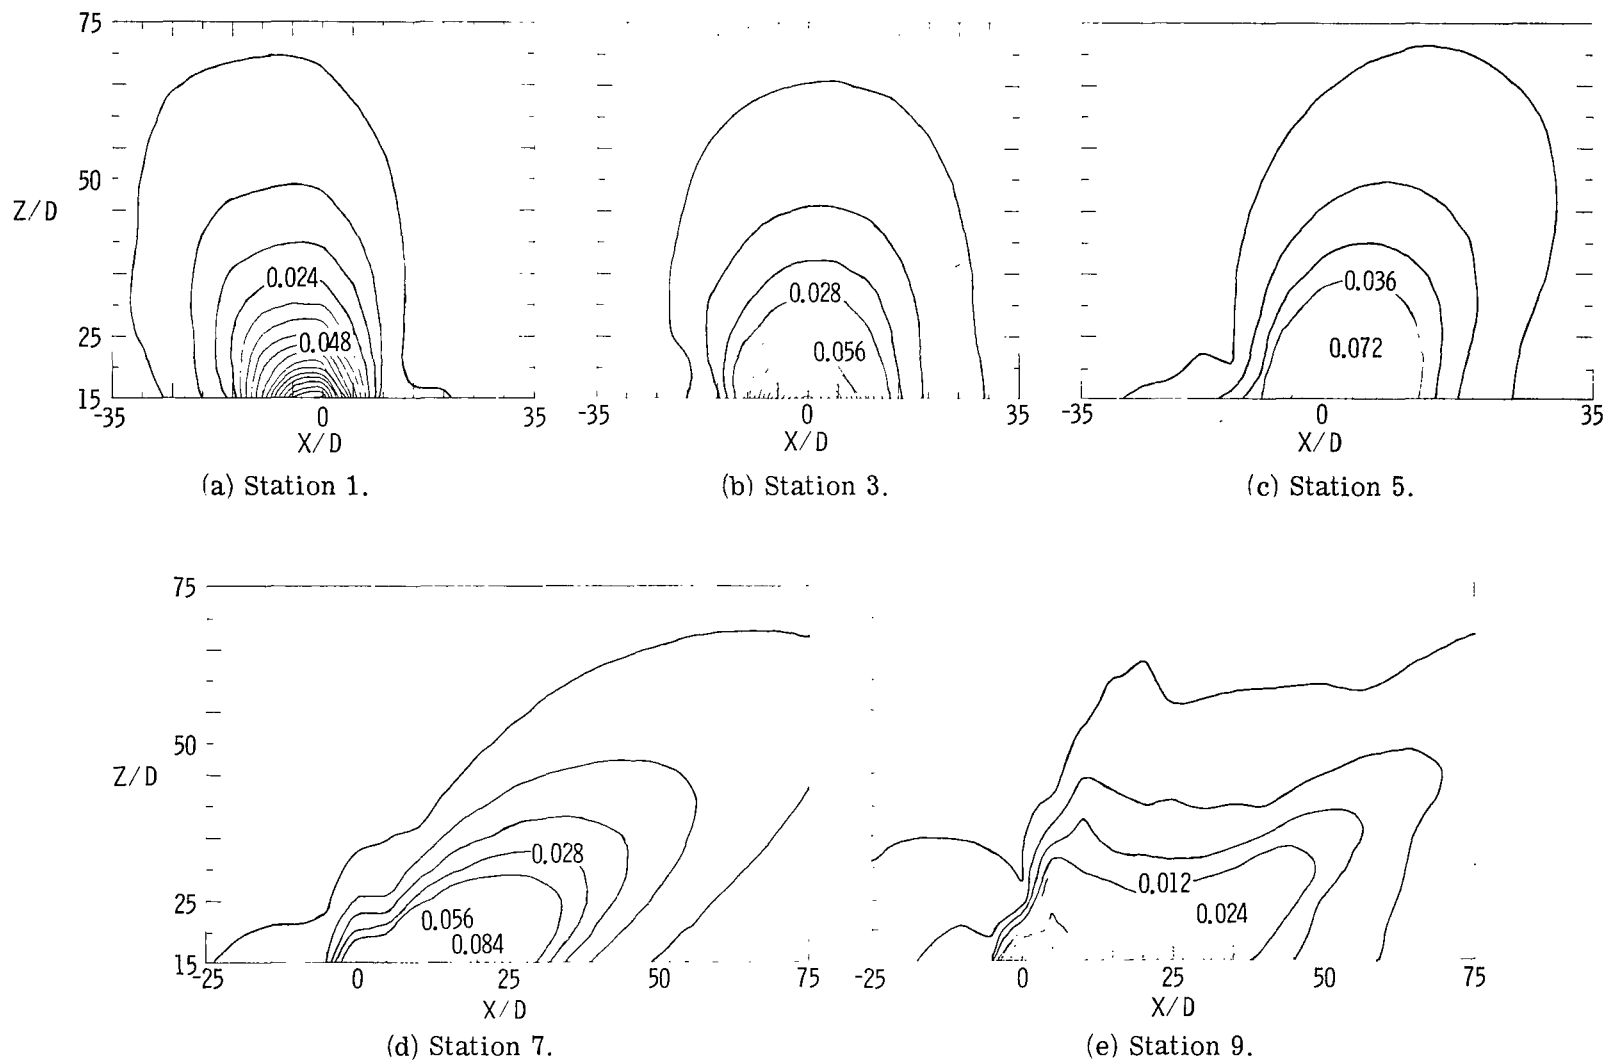 75
50
Z/D
0.024
25
0.048
15
-35 0 35
X/D
(a) Station 1.
0.028
0.056
-35 0 35
X/D
(b) Station 3.
0.036
0.072
-35 0 35
X/D
(c) Station 5.
75
50
Z/D
0.028
25
0.056
0.084
15
-25 0 25 50 75
X/D
(d) Station 7.
0.012
0.024
-25 0 25 50 75
X/D
(e) Station 9.